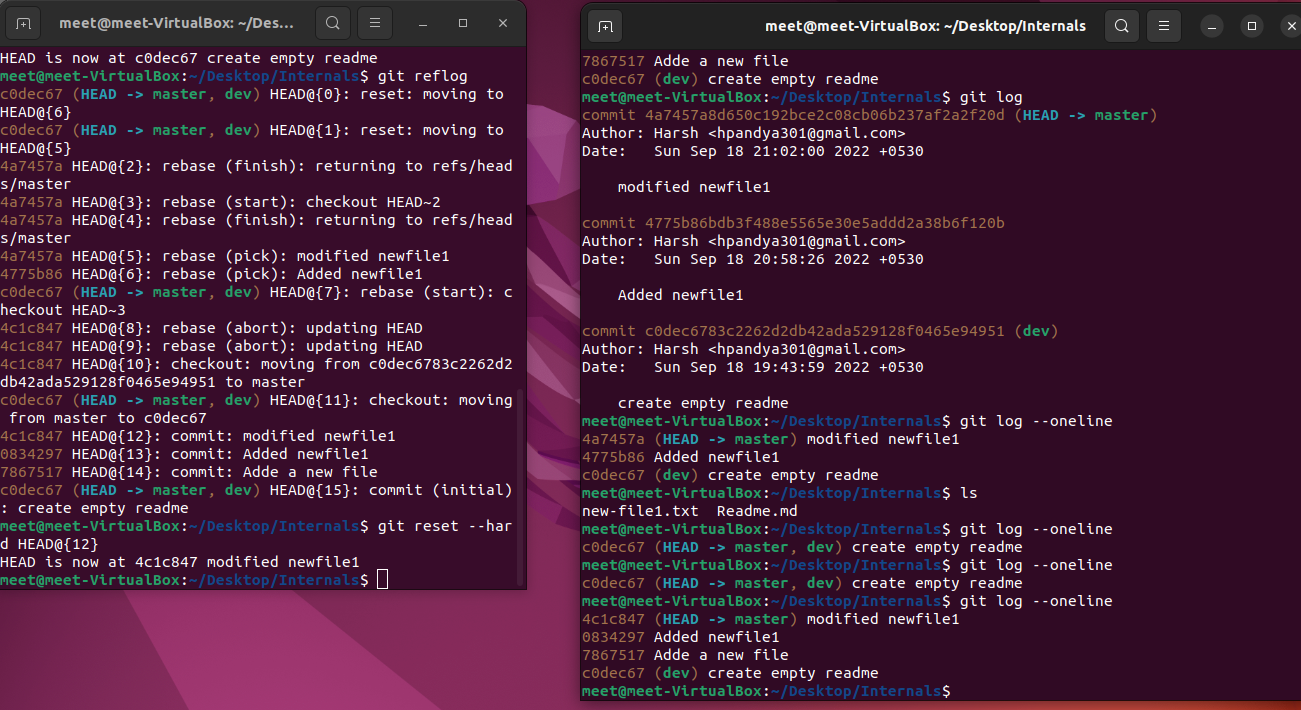 meet@meet-VirtualBox: ~/Des...
HEAD is now at c0dec67 create empty readme
meet@meet-VirtualBox:~/Desktop/Internals$ git reflog
c0dec67 (HEAD -> master, dev) HEAD@{0}: reset: moving to
HEAD@{6}
c0dec67 (HEAD -> master, dev) HEAD@{1}: reset: moving to
HEAD@{5}
4a7457a HEAD@{2}: rebase (finish): returning to refs/head
s/master
4a7457a HEAD@{3}: rebase (start): checkout HEAD~2
4a7457a HEAD@{4}: rebase (finish): returning to refs/head
s/master
4a7457a HEAD@{5}: rebase (pick): modified newfile1
4775b86 HEAD@{6}: rebase (pick): Added newfile1
c0dec67 (HEAD -> master, dev) HEAD@{7}: rebase (start): c
heckout HEAD~3
4c1c847 HEAD@{8}: rebase (abort): updating HEAD
4c1c847 HEAD@{9}: rebase (abort): updating HEAD
4c1c847 HEAD@{10}: checkout: moving from c0dec6783c2262d2
db42ada529128f0465e94951 to master
c0dec67 (HEAD -> master, dev) HEAD@{11}: checkout: moving
 from master to c0dec67
4c1c847 HEAD@{12}: commit: modified newfile1
0834297 HEAD@{13}: commit: Added newfile1
7867517 HEAD@{14}: commit: Adde a new file
c0dec67 (HEAD -> master, dev) HEAD@{15}: commit (initial)
: create empty readme
meet@meet-VirtualBox:~/Desktop/Internals$ git reset --har
d HEAD@{12}
HEAD is now at 4c1c847 modified newfile1
meet@meet-VirtualBox:~/Desktop/Internals$
meet@meet-VirtualBox: ~/Desktop/Internals
7867517 Adde a new file
c0dec67 (dev) create empty readme
meet@meet-VirtualBox:~/Desktop/Internals$ git log
commit 4a7457a8d650c192bce2c08cb06b237af2a2f20d (HEAD -> master)
Author: Harsh <hpandya301@gmail.com>
Date:   Sun Sep 18 21:02:00 2022 +0530
    modified newfile1
commit 4775b86bdb3f488e5565e30e5addd2a38b6f120b
Author: Harsh <hpandya301@gmail.com>
Date:   Sun Sep 18 20:58:26 2022 +0530
    Added newfile1
commit c0dec6783c2262d2db42ada529128f0465e94951 (dev)
Author: Harsh <hpandya301@gmail.com>
Date:   Sun Sep 18 19:43:59 2022 +0530
    create empty readme
meet@meet-VirtualBox:~/Desktop/Internals$ git log --oneline
4a7457a (HEAD -> master) modified newfile1
4775b86 Added newfile1
c0dec67 (dev) create empty readme
meet@meet-VirtualBox:~/Desktop/Internals$ ls
new-file1.txt  Readme.md
meet@meet-VirtualBox:~/Desktop/Internals$ git log --oneline
c0dec67 (HEAD -> master, dev) create empty readme
meet@meet-VirtualBox:~/Desktop/Internals$ git log --oneline
c0dec67 (HEAD -> master, dev) create empty readme
meet@meet-VirtualBox:~/Desktop/Internals$ git log --oneline
4c1c847 (HEAD -> master) modified newfile1
0834297 Added newfile1
7867517 Adde a new file
c0dec67 (dev) create empty readme
meet@meet-VirtualBox:~/Desktop/Internals$